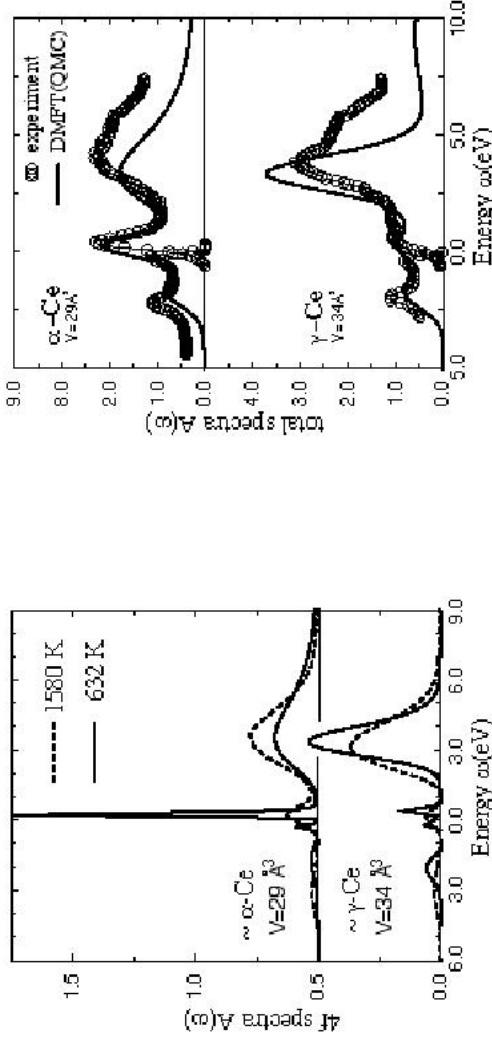 1580 K
632 K
~ α-Ce
V=29 Å³
~ γ-Ce
V=34 Å³
4f spectra A(ω)
1.5
1.0
0.5
0.0
6.0
3.0
0.0
3.0
6.0
9.0
Energy ω(eV)
experiment
DMFT(QMC)
α-Ce
V=29Å³
γ-Ce
V=34Å³
total spectra A(ω)
9.0
3.0
2.0
1.0
0.0
4.0
3.0
2.0
1.0
0.0
5.0
0.0
5.0
10.0
Energy ω(eV)